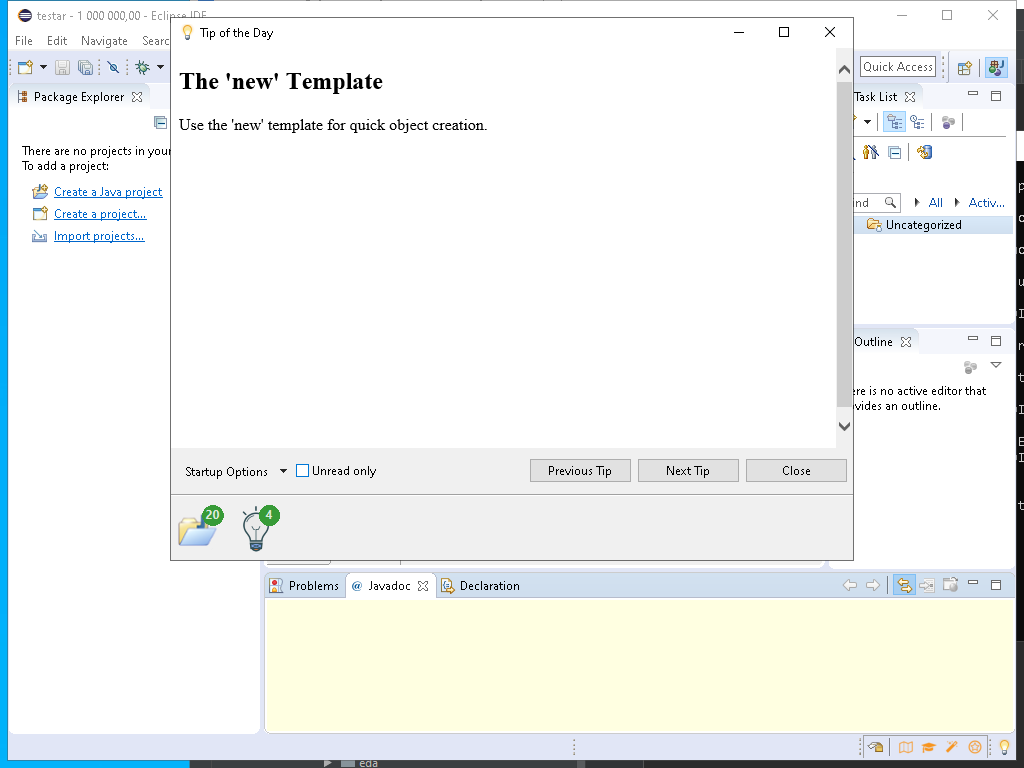 testar - 1 000 000,00 - Eclipse IDE
Tip of the Day
File Edit Navigate Searc
Quick Access
Package Explorer
Task List
The 'new' Template
Use the 'new' template for quick object creation.
There are no projects in your
To add a project:
Create a Java project
Create a project...
Import projects...
nd All Activ...
Uncategorized
Outline
ere is no active editor that
vides an outline.
Startup Options Unread only Previous Tip Next Tip Close
20 4
Problems @ Javadoc Declaration
eda